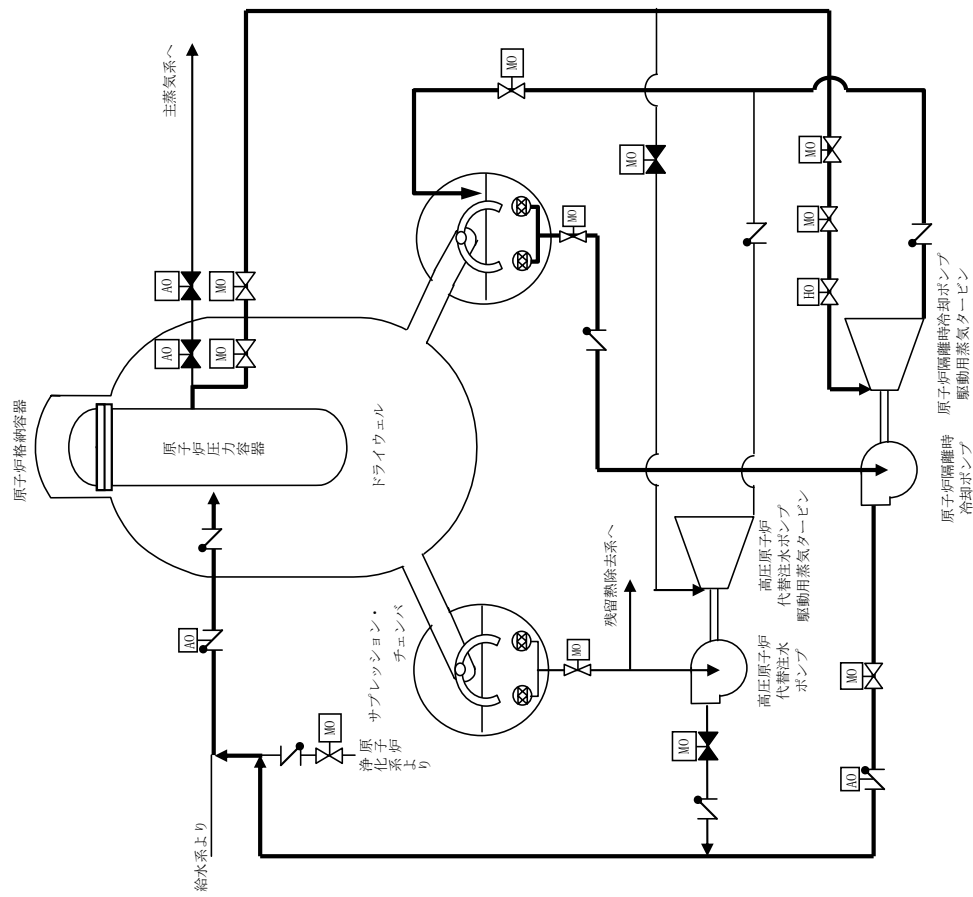 主蒸気系へ
MO
MO
AO
MO
MO
MO
MO
HO
AO
MO
原子炉格納容器
原子炉
圧力
容器
ドライウェル
原子炉隔離時冷却ポンプ
駆動用蒸気タービン
原子炉隔離時
冷却ポンプ
残留熱除去系へ
高圧原子炉
代替注水ポンプ
駆動用蒸気タービン
AO
サプレッション・
チェンバ
MO
高圧原子炉
代替注水
ポンプ
MO
MO
原子炉
浄化系より
MO
AO
給水系より